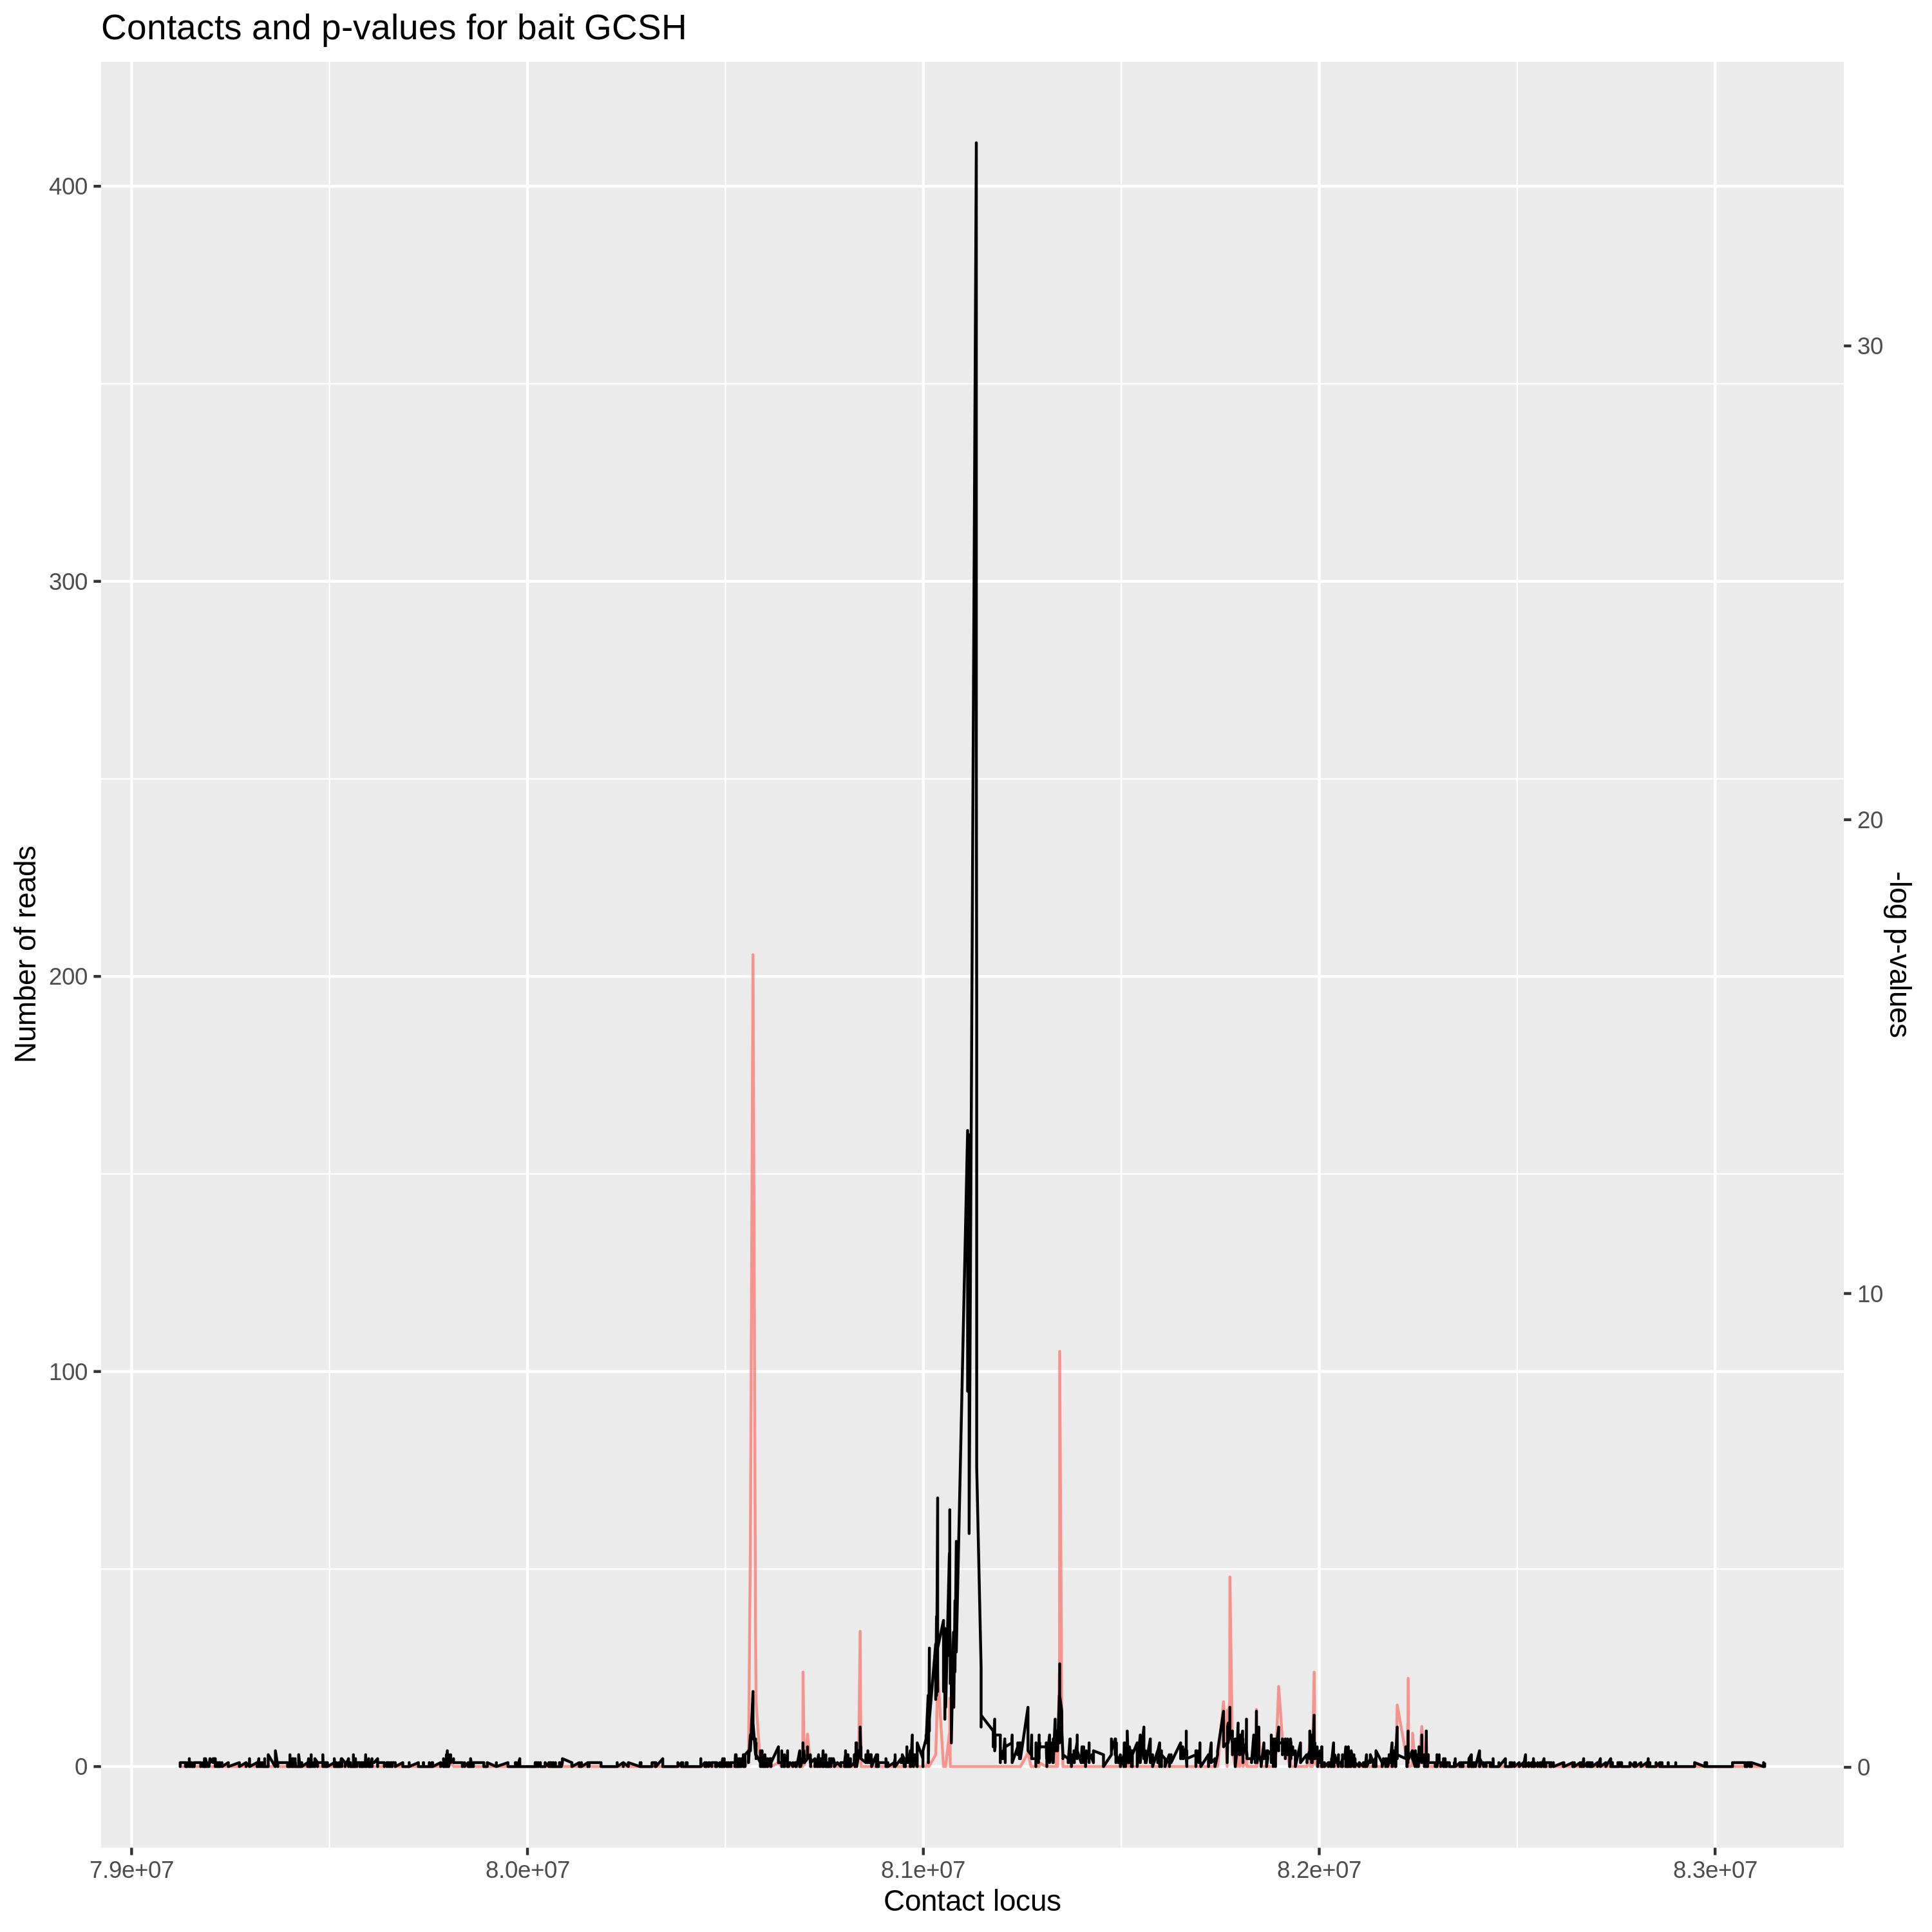 Contacts and p-values for bait GCSH
400
300
200
100
0
Number of reads
30
20
10
0
-log p-values
7.9e+07 8.0e+07 8.1e+07 8.2e+07 8.3e+07
Contact locus